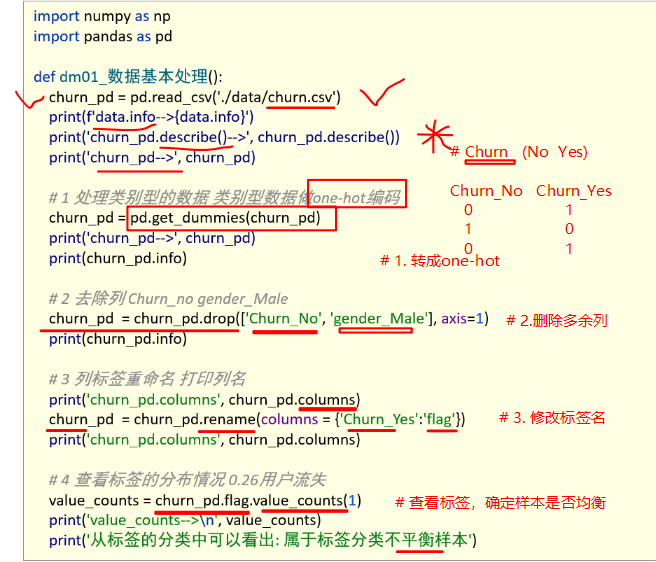 import numpy as np
import pandas as pd
def dm01_数据基本处理():
churn_pd = pd.read_csv('./data/churn.csv')
print(f'data.info-->{data.info}')
print('churn_pd.describe()-->', churn_pd.describe())
print('churn_pd-->', churn_pd)
# Churn (No Yes)
# 1 处理类别型的数据 类别型数据做one-hot编码
Churn_No Churn_Yes
churn_pd = pd.get_dummies(churn_pd)
0 1
print('churn_pd-->', churn_pd)
1 0
print(churn_pd.info)
0 1
# 1. 转成one-hot
# 2 去除列 Churn_no gender_Male
churn_pd = churn_pd.drop(['Churn_No', 'gender_Male'], axis=1)
# 2.删除多余列
print(churn_pd.info)
# 3 列标签重命名 打印列名
print('churn_pd.columns', churn_pd.columns)
churn_pd = churn_pd.rename(columns = {'Churn_Yes':'flag'})
# 3. 修改标签名
print('churn_pd.columns', churn_pd.columns)
# 4 查看标签的分布情况 0.26用户流失
value_counts = churn_pd.flag.value_counts(1)
# 查看标签，确定样本是否均衡
print('value_counts-->\n', value_counts)
print('从标签的分类中可以看出: 属于标签分类不平衡样本')